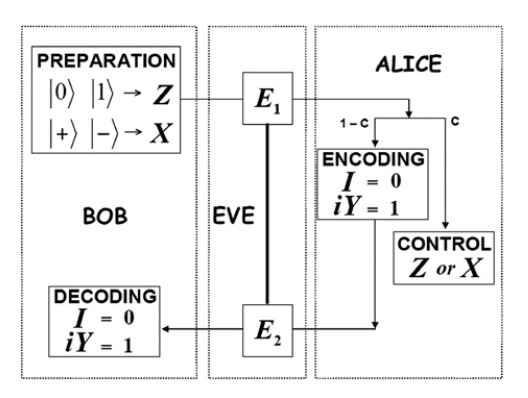 PREPARATION
|0⟩ |1⟩ → Z
|+⟩ |−⟩ → X
BOB
DECODING
I = 0
iY = 1
EVE
E₁
E₂
ALICE
1 – C
C
ENCODING
I = 0
iY = 1
CONTROL
Z or X